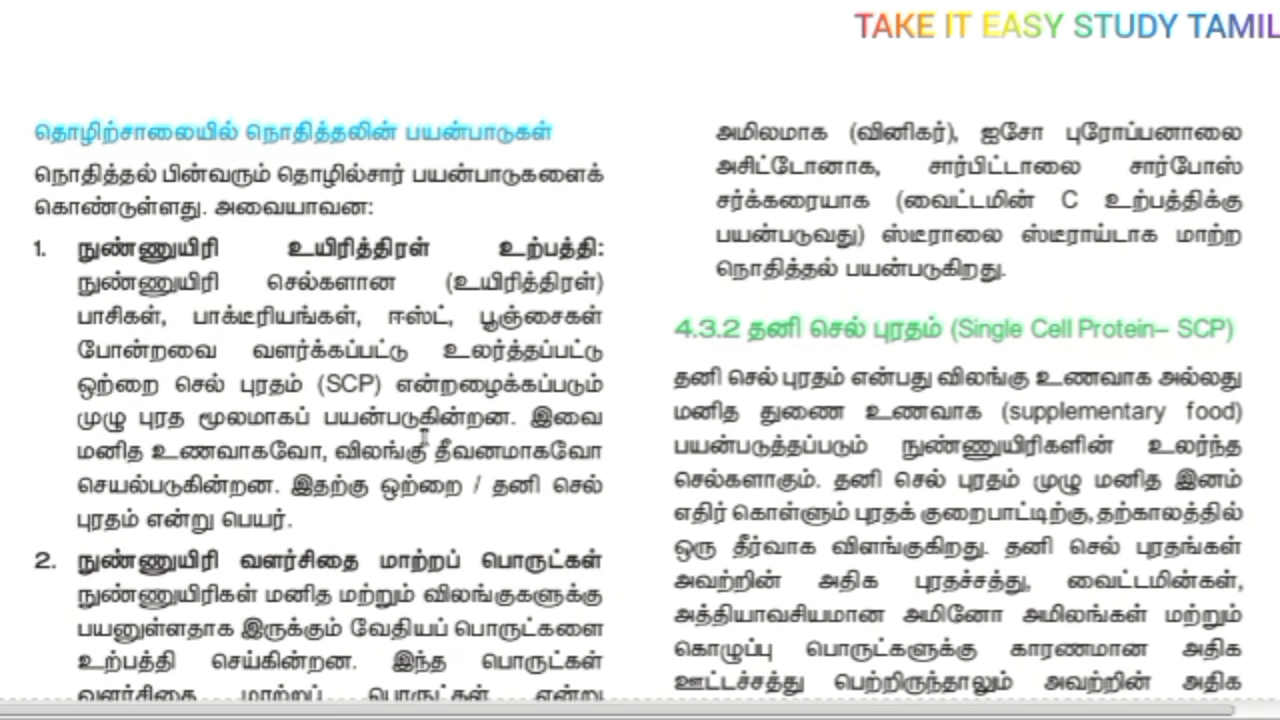 TAKE IT EASY STUDY TAMIL
தொழிற்சாலையில் நொதித்தலின் பயன்பாடுகள்
நொதித்தல் பின்வரும் தொழில்சார் பயன்பாடுகளைக்
கொண்டுள்ளது. அவையாவன:
1. நுண்ணுயிரி உயிரித்திரள் உற்பத்தி:
நுண்ணுயிரி செல்களான (உயிரித்திரள்)
பாசிகள், பாக்டீரியங்கள், ஈஸ்ட், பூஞ்சைகள்
போன்றவை வளர்க்கப்பட்டு உலர்த்தப்பட்டு
ஒற்றை செல் புரதம் (SCP) என்றழைக்கப்படும்
முழு புரத மூலமாகப் பயன்படுகின்றன. இவை
மனித உணவாகவோ, விலங்கு தீவனமாகவோ
செயல்படுகின்றன. இதற்கு ஒற்றை / தனி செல்
புரதம் என்று பெயர்.
2. நுண்ணுயிரி வளர்சிதை மாற்றப் பொருட்கள்
நுண்ணுயிரிகள் மனித மற்றும் விலங்குகளுக்கு
பயனுள்ளதாக இருக்கும் வேதியப் பொருட்களை
உற்பத்தி செய்கின்றன. இந்த பொருட்கள்
வளர்சிதை மாற்றப் பொருட்கள் என்று
அமிலமாக (வினிகர்), ஐசோ புரோப்பனாலை
அசிட்டோனாக, சார்பிட்டாலை சார்போஸ்
சர்க்கரையாக (வைட்டமின் C உற்பத்திக்கு
பயன்படுவது) ஸ்டீராலை ஸ்டீராய்டாக மாற்ற
நொதித்தல் பயன்படுகிறது.
4.3.2 தனி செல் புரதம் (Single Cell Protein– SCP)
தனி செல் புரதம் என்பது விலங்கு உணவாக அல்லது
மனித துணை உணவாக (supplementary food)
பயன்படுத்தப்படும் நுண்ணுயிரிகளின் உலர்ந்த
செல்களாகும். தனி செல் புரதம் முழு மனித இனம்
எதிர் கொள்ளும் புரதக் குறைபாட்டிற்கு, தற்காலத்தில்
ஒரு தீர்வாக விளங்குகிறது. தனி செல் புரதங்கள்
அவற்றின் அதிக புரதச்சத்து, வைட்டமின்கள்,
அத்தியாவசியமான அமினோ அமிலங்கள் மற்றும்
கொழுப்பு பொருட்களுக்கு காரணமான அதிக
ஊட்டச்சத்து பெற்றிருந்தாலும் அவற்றின் அதிக